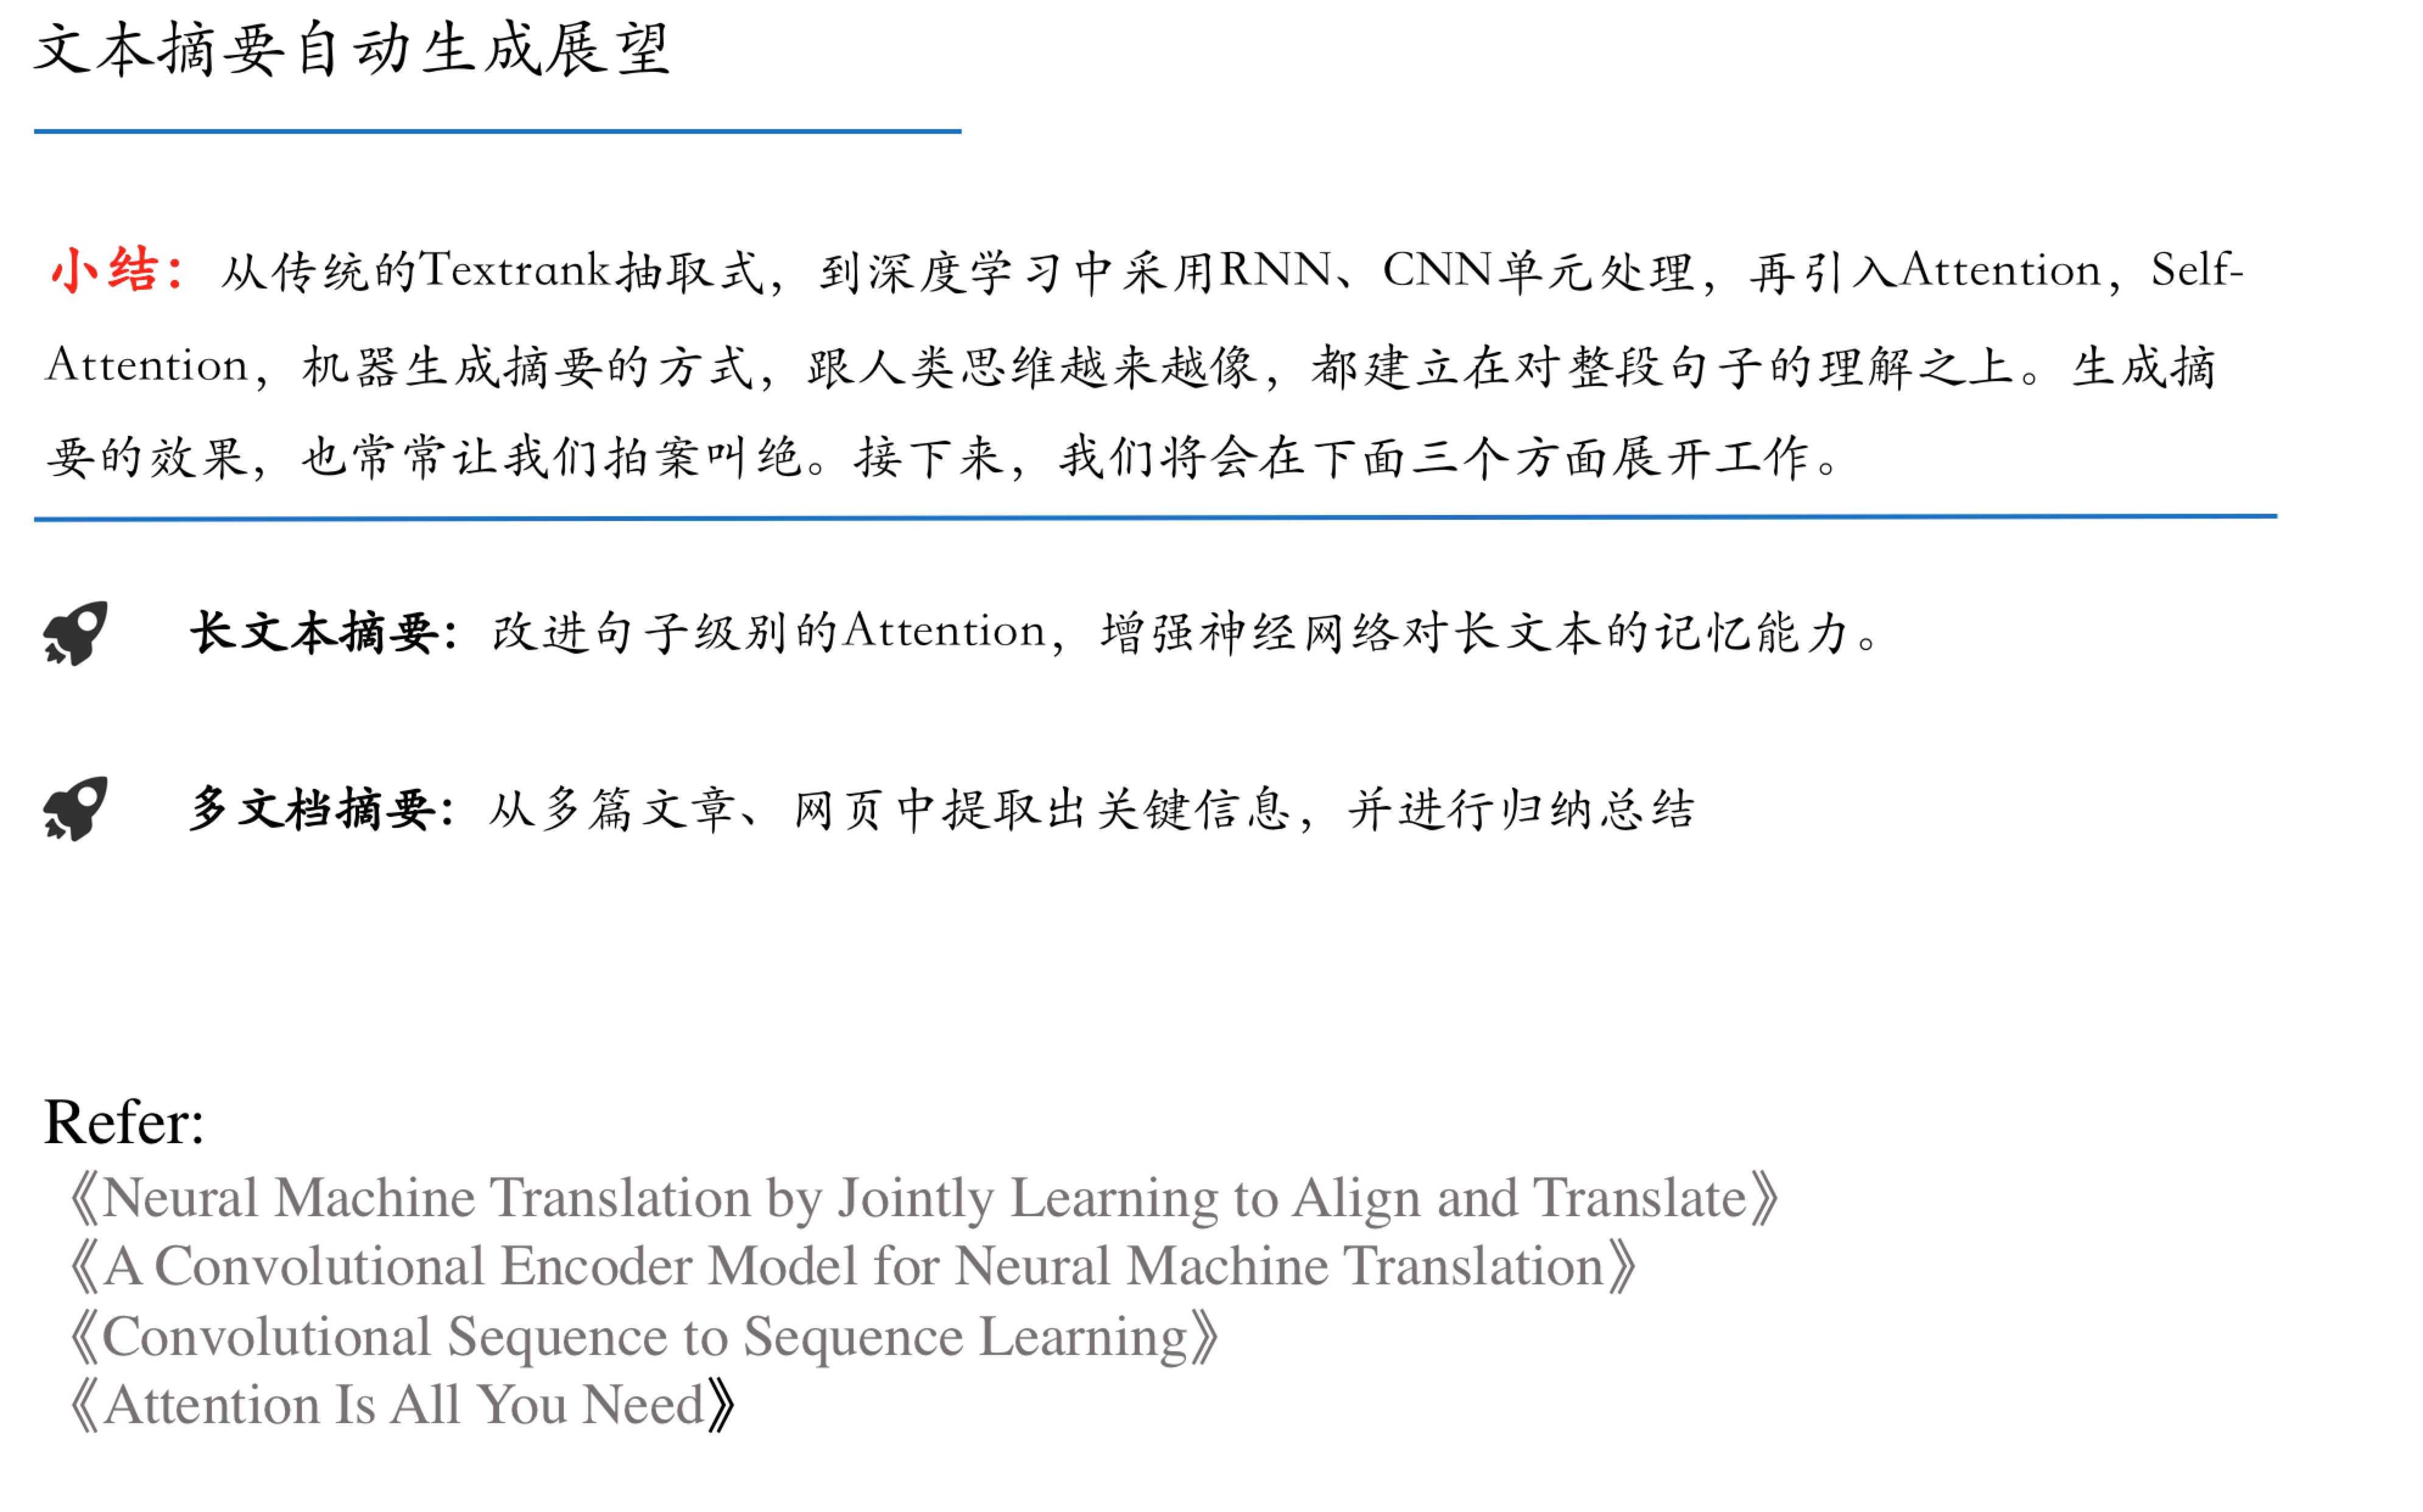 文本摘要自动生成展望
小结：从传统的Textrank抽取式，到深度学习中采用RNN、CNN单元处理，再引入Attention，Self-
Attention，机器生成摘要的方式，跟人类思维越来越像，都建立在对整段句子的理解之上。生成摘
要的效果，也常常让我们拍案叫绝。接下来，我们将会在下面三个方面展开工作。
长文本摘要：改进句子级别的Attention，增强神经网络对长文本的记忆能力。
多文档摘要：从多篇文章、网页中提取出关键信息，并进行归纳总结
Refer:
《Neural Machine Translation by Jointly Learning to Align and Translate》
《A Convolutional Encoder Model for Neural Machine Translation》
《Convolutional Sequence to Sequence Learning》
《Attention Is All You Need》